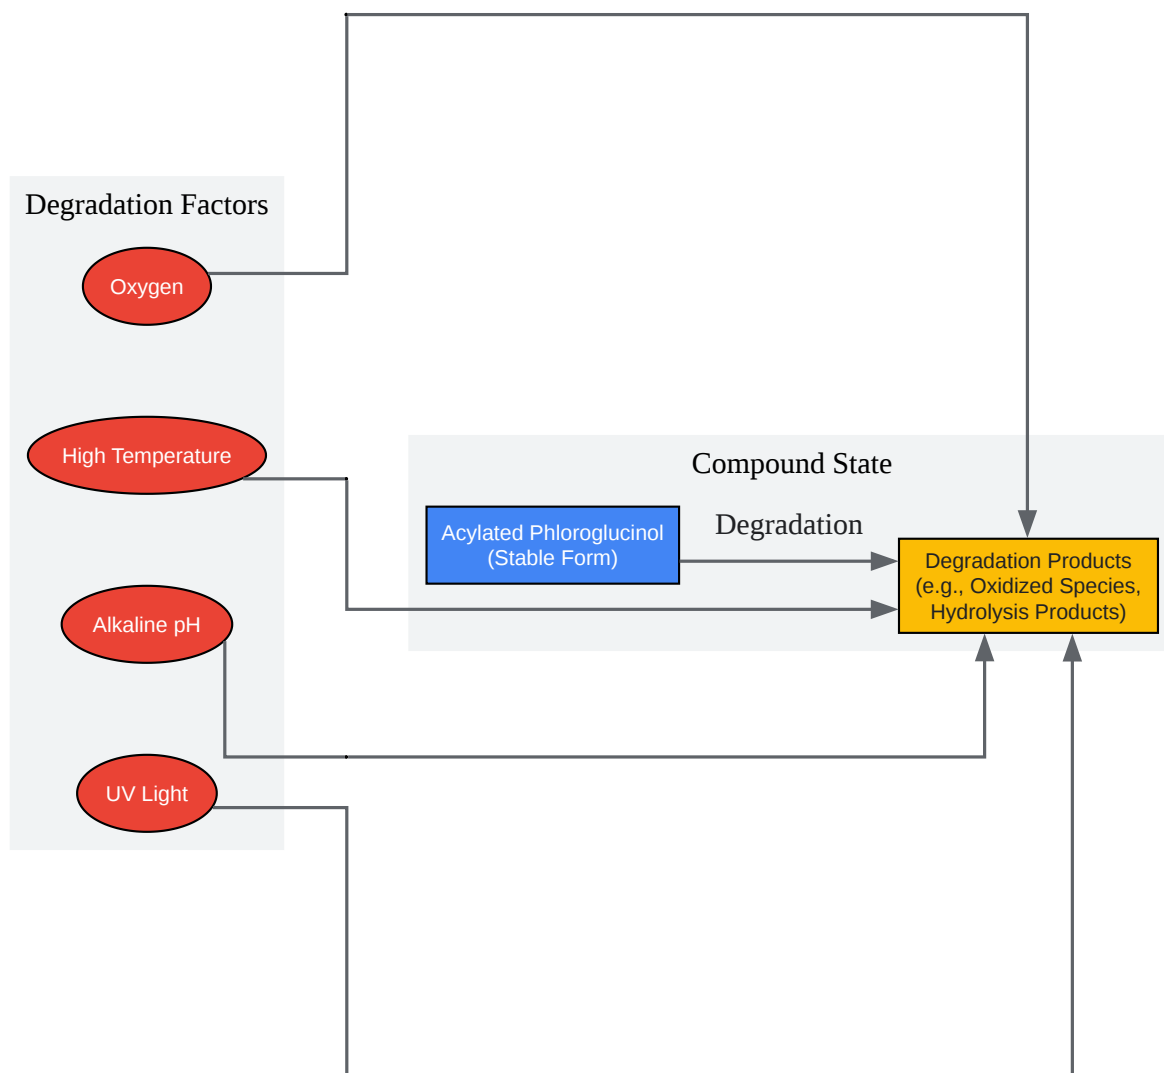 Degradation Factors
Oxygen
High Temperature
Alkaline pH
UV Light
Compound State
Acylated Phloroglucinol
(Stable Form)
Degradation
Degradation Products
(e.g., Oxidized Species,
Hydrolysis Products)